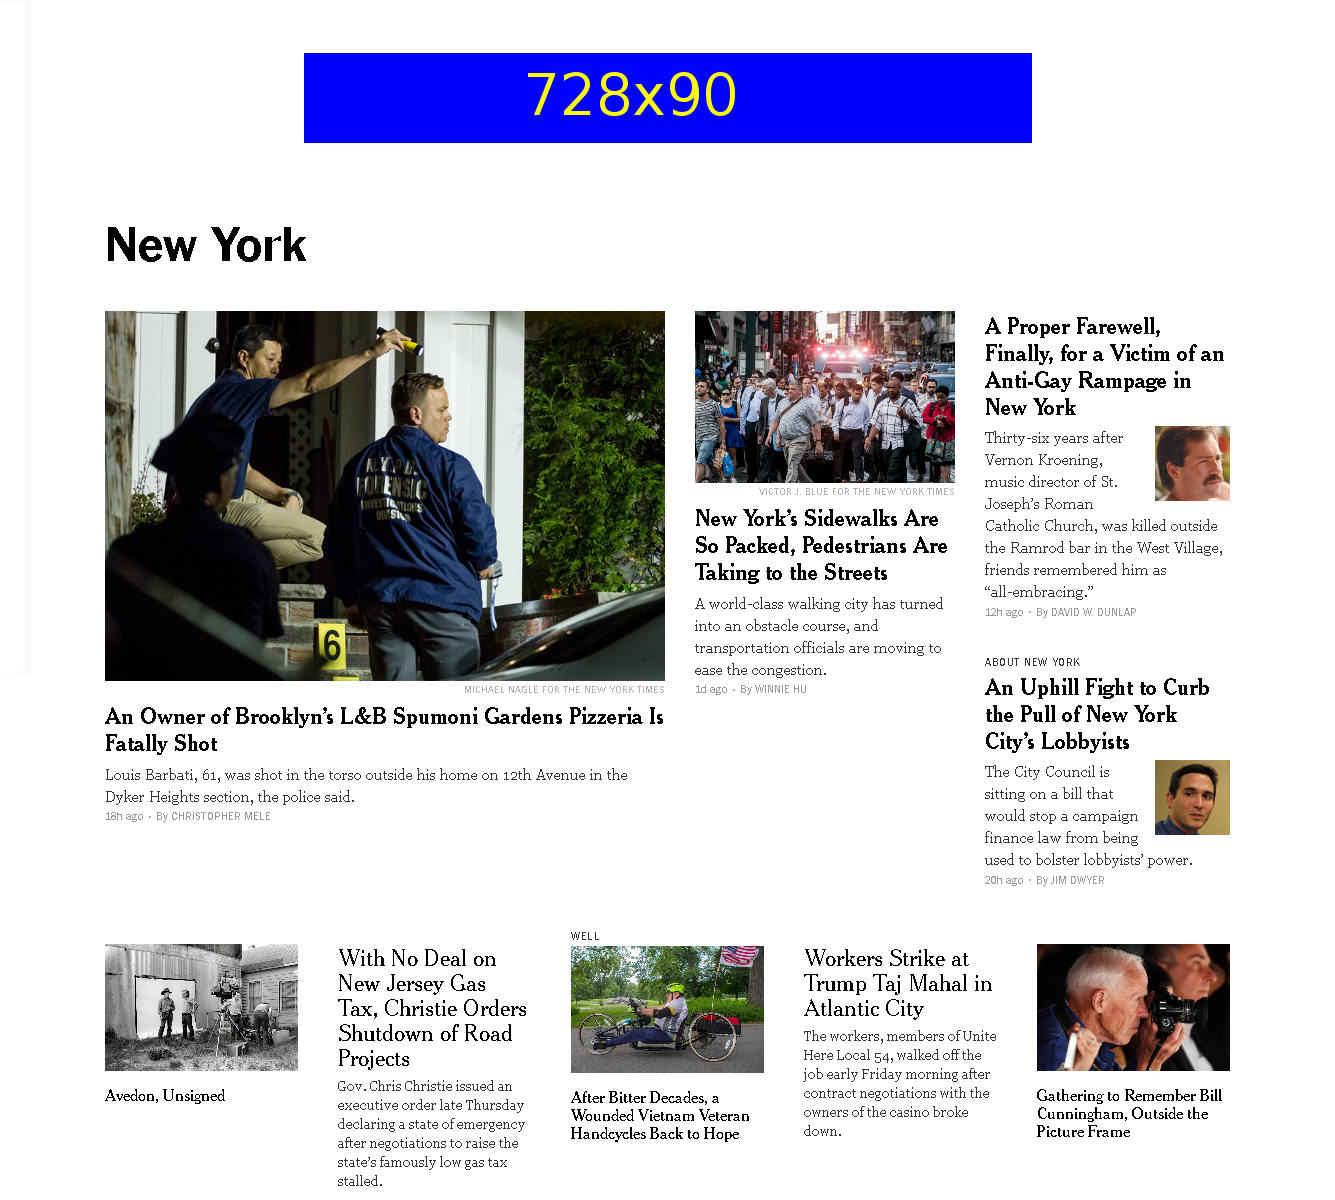 728x90
New York
MICHAEL NAGLE FOR THE NEW YORK TIMES
An Owner of Brooklyn's L&B Spumoni Gardens Pizzeria Is
Fatally Shot
Louis Barbati, 61, was shot in the torso outside his home on 12th Avenue in the
Dyker Heights section, the police said.
18h ago · By CHRISTOPHER MELE
N.Y.P.D.
FORENSIC
INVESTIGATIONS
DIVISION
6
VICTOR J. BLUE FOR THE NEW YORK TIMES
New York's Sidewalks Are
So Packed, Pedestrians Are
Taking to the Streets
A world-class walking city has turned
into an obstacle course, and
transportation officials are moving to
ease the congestion.
1d ago · By WINNIE HU
A Proper Farewell,
Finally, for a Victim of an
Anti-Gay Rampage in
New York
Thirty-six years after
Vernon Kroening,
music director of St.
Joseph's Roman
Catholic Church, was killed outside
the Ramrod bar in the West Village,
friends remembered him as
“all-embracing.”
12h ago · By DAVID W. DUNLAP
ABOUT NEW YORK
An Uphill Fight to Curb
the Pull of New York
City's Lobbyists
The City Council is
sitting on a bill that
would stop a campaign
finance law from being
used to bolster lobbyists' power.
20h ago · By JIM DWYER
Avedon, Unsigned
With No Deal on
New Jersey Gas
Tax, Christie Orders
Shutdown of Road
Projects
Gov. Chris Christie issued an
executive order late Thursday
declaring a state of emergency
after negotiations to raise the
state's famously low gas tax
stalled.
WELL
After Bitter Decades, a
Wounded Vietnam Veteran
Handcycles Back to Hope
Workers Strike at
Trump Taj Mahal in
Atlantic City
The workers, members of Unite
Here Local 54, walked off the
job early Friday morning after
contract negotiations with the
owners of the casino broke
down.
Gathering to Remember Bill
Cunningham, Outside the
Picture Frame